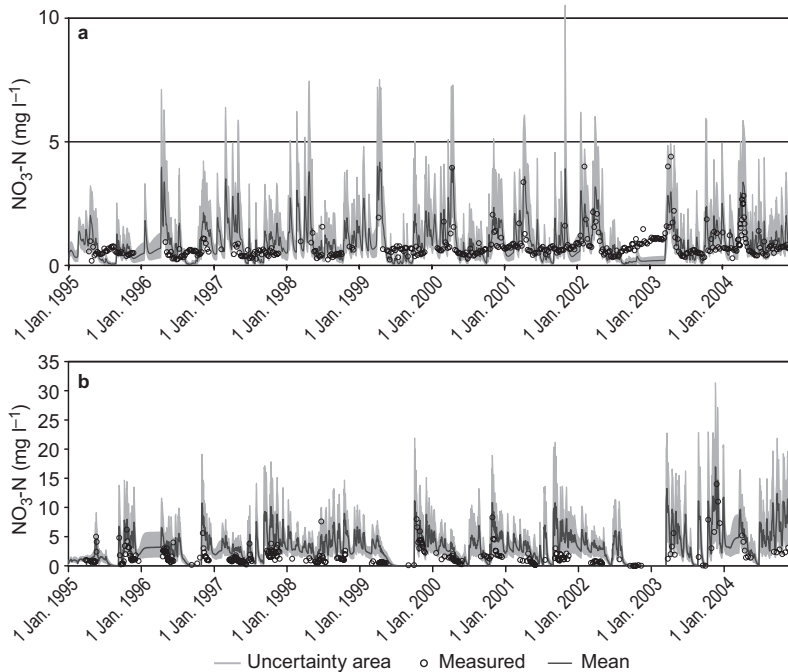 a
10
5
0
NO₃-N (mg l⁻¹)
1 Jan. 1995
1 Jan. 1996
1 Jan. 1997
1 Jan. 1998
1 Jan. 1999
1 Jan. 2000
1 Jan. 2001
1 Jan. 2002
1 Jan. 2003
1 Jan. 2004
b
35
30
25
20
15
10
5
0
NO₃-N (mg l⁻¹)
1 Jan. 1995
1 Jan. 1996
1 Jan. 1997
1 Jan. 1998
1 Jan. 1999
1 Jan. 2000
1 Jan. 2001
1 Jan. 2002
1 Jan. 2003
1 Jan. 2004
Uncertainty area Measured Mean